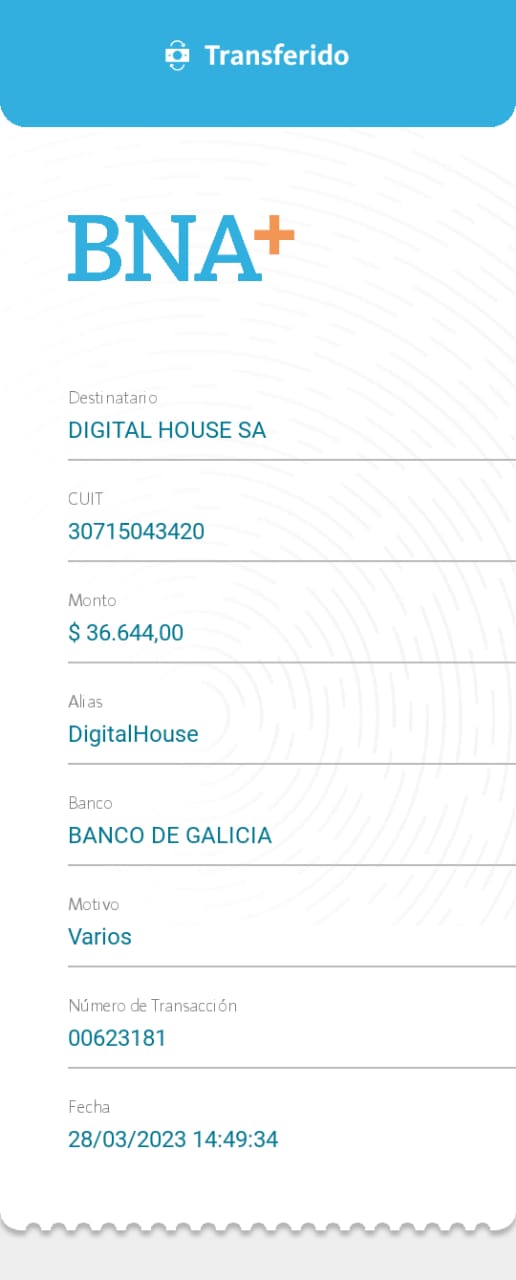 Transferido
BNA+
Destinatario
DIGITAL HOUSE SA
CUIT
30715043420
Monto
$ 36.644,00
Alias
DigitalHouse
Banco
BANCO DE GALICIA
Motivo
Varios
Número de Transacción
00623181
Fecha
28/03/2023 14:49:34